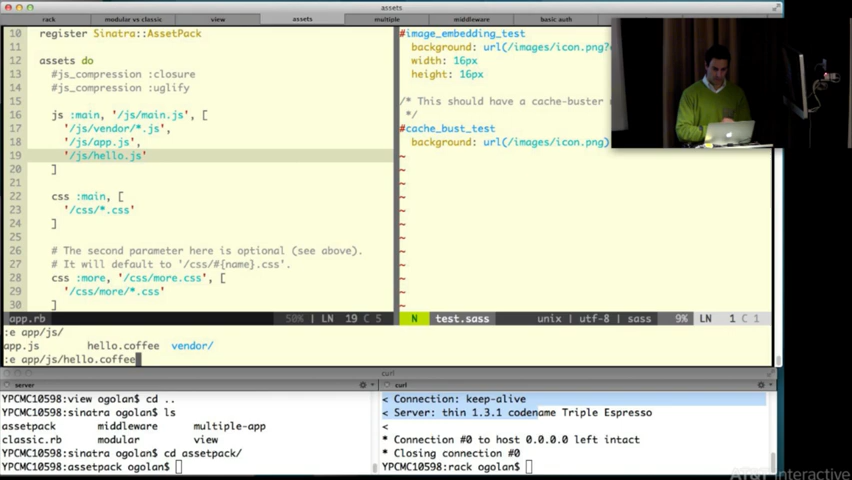 assets
rack
modular vs classic
view
assets
multiple
middleware
basic auth
10 register Sinatra::AssetPack
11
12 assets do
13 #js_compression :closure
14 #js_compression :uglify
15
16 js :main, '/js/main.js', [
17 '/js/vendor/*.js',
18 '/js/app.js',
19 '/js/hello.js'
20 ]
21
22 css :main, [
23 '/css/*.css'
24 ]
25
26 # The second parameter here is optional (see above).
27 # It will default to '/css/#{name}.css'.
28 css :more, '/css/more.css', [
29 '/css/more/*.css'
30 ]
app.rb 50% | LN 19 C 5
:e app/js/
app.js hello.coffee vendor/
:e app/js/hello.coffee
#image_embedding_test
background: url(/images/icon.png?
width: 16px
height: 16px
/* This should have a cache-buster
*/
#cache_bust_test
background: url(/images/icon.png)
~
~
~
~
~
~
~
~
~
~
~
~
N test.sass unix | utf-8 | sass 9% LN 1 C 1
curl
server
YPCMC10598:view ogolan$ cd ..
YPCMC10598:sinatra ogolan$ ls
assetpack middleware multiple-app
classic.rb modular view
YPCMC10598:sinatra ogolan$ cd assetpack/
YPCMC10598:assetpack ogolan$
curl
< Connection: keep-alive
< Server: thin 1.3.1 codename Triple Espresso
<
* Connection #0 to host 0.0.0.0 left intact
* Closing connection #0
YPCMC10598:rack ogolan$
AT&T Interactive